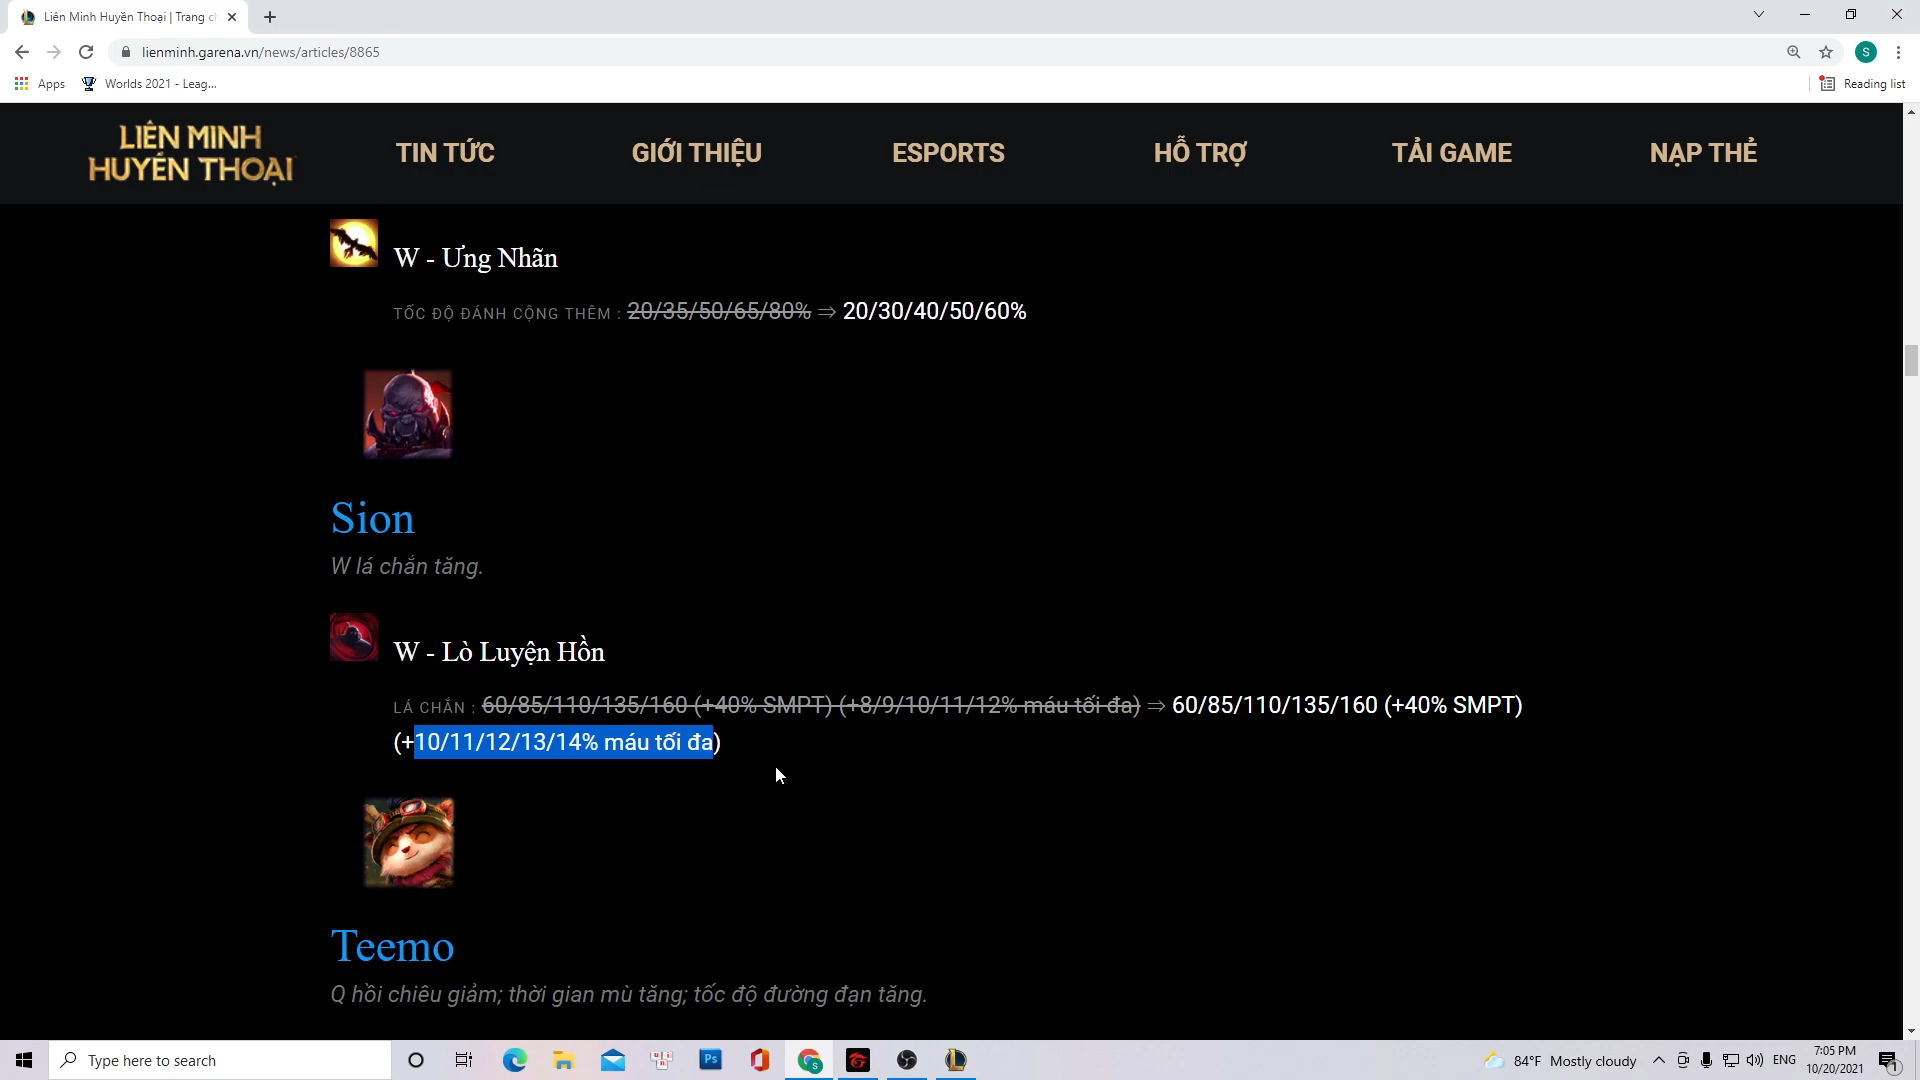 Liên Minh Huyền Thoại | Trang ch
lienminh.garena.vn/news/articles/8865
S
Apps
Worlds 2021 - Leag...
Reading list
LIÊN MINH
HUYỀN THOẠI
TIN TỨC
GIỚI THIỆU
ESPORTS
HỖ TRỢ
TẢI GAME
NẠP THẺ
W - Ưng Nhãn
TỐC ĐỘ ĐÁNH CỘNG THÊM : 20/35/50/65/80% ⇒ 20/30/40/50/60%
Sion
W lá chắn tăng.
W - Lò Luyện Hồn
LÁ CHẮN : 60/85/110/135/160 (+40% SMPT) (+8/9/10/11/12% máu tối đa) ⇒ 60/85/110/135/160 (+40% SMPT)
(+10/11/12/13/14% máu tối đa)
Teemo
Q hồi chiêu giảm; thời gian mù tăng; tốc độ đường đạn tăng.
Type here to search
Ps
84°F Mostly cloudy
ENG
7:05 PM
10/20/2021
1